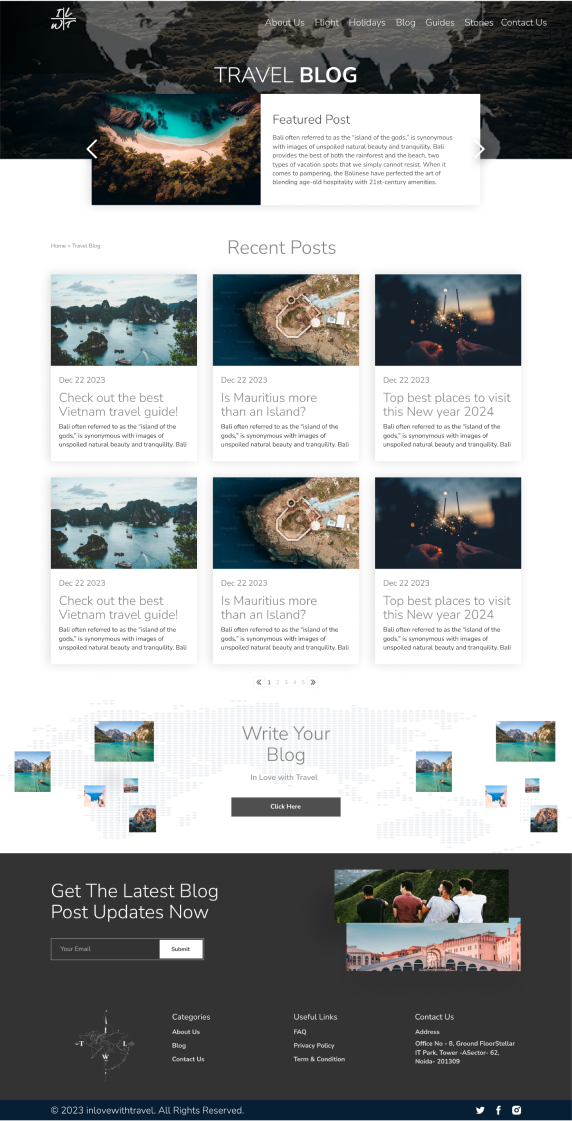 ILWT
About Us Flight Holidays Blog Guides Stories Contact Us
TRAVEL BLOG
Featured Post
Bali often referred to as the “island of the gods,” is synonymous
with images of unspoiled natural beauty and tranquility. Bali
provides the best of both the rainforest and the beach, two
types of vacation spots that we simply cannot resist. When it
comes to pampering, the Balinese have perfected the art of
blending age-old hospitality with 21st-century amenities.
Home > Travel Blog
Recent Posts
Dec 22 2023
Check out the best
Vietnam travel guide!
Bali often referred to as the “island of the
gods,” is synonymous with images of
unspoiled natural beauty and tranquility. Bali
Dec 22 2023
Is Mauritius more
than an Island?
Bali often referred to as the “island of the
gods,” is synonymous with images of
unspoiled natural beauty and tranquility. Bali
Dec 22 2023
Top best places to visit
this New year 2024
Bali often referred to as the “island of the
gods,” is synonymous with images of
unspoiled natural beauty and tranquility. Bali
Dec 22 2023
Check out the best
Vietnam travel guide!
Bali often referred to as the “island of the
gods,” is synonymous with images of
unspoiled natural beauty and tranquility. Bali
Dec 22 2023
Is Mauritius more
than an Island?
Bali often referred to as the “island of the
gods,” is synonymous with images of
unspoiled natural beauty and tranquility. Bali
Dec 22 2023
Top best places to visit
this New year 2024
Bali often referred to as the “island of the
gods,” is synonymous with images of
unspoiled natural beauty and tranquility. Bali
« 1 2 3 4 5 »
Write Your
Blog
In Love with Travel
Click Here
Get The Latest Blog
Post Updates Now
Your Email
Submit
I
T L
W
Categories
About Us
Blog
Contact Us
Useful Links
FAQ
Privacy Policy
Term & Condition
Contact Us
Address
Office No - 8, Ground FloorStellar
IT Park, Tower -ASector- 62,
Noida- 201309
© 2023 inlovewithtravel. All Rights Reserved.